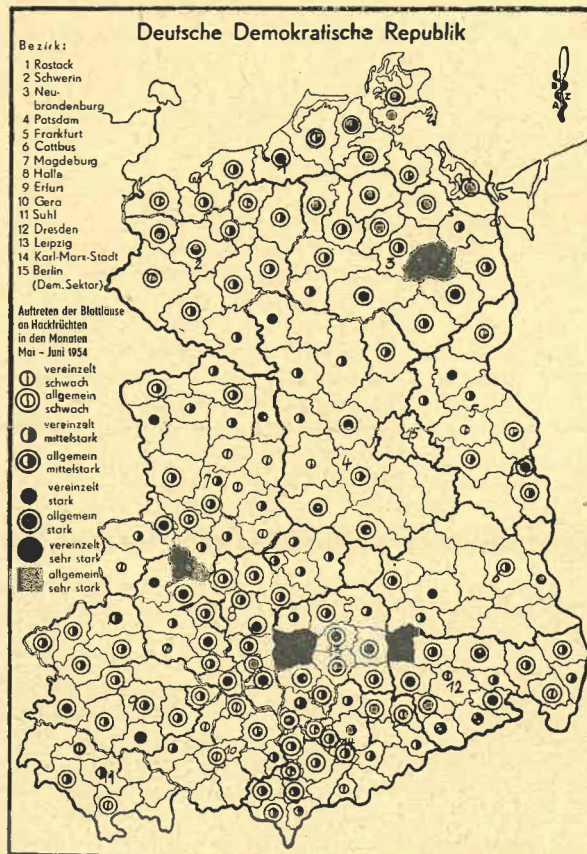 Deutsche Demokratische Republik
Bezirk:
1 Rostock
2 Schwerin
3 Neu-
brandenburg
4 Potsdam
5 Frankfurt
6 Cottbus
7 Magdeburg
8 Halle
9 Erfurt
10 Gera
11 Suhl
12 Dresden
13 Leipzig
14 Karl-Marx-Stadt
15 Berlin
(Dem. Sektor)
Auftreten der Blattläuse
an Hackfrüchten
in den Monaten
Mai - Juni 1954
vereinzelt
schwach
allgemein
schwach
vereinzelt
mittelstark
allgemein
mittelstark
vereinzelt
stark
allgemein
stark
vereinzelt
sehr stark
allgemein
sehr stark
2
3
15
4
7
12
9
10
11